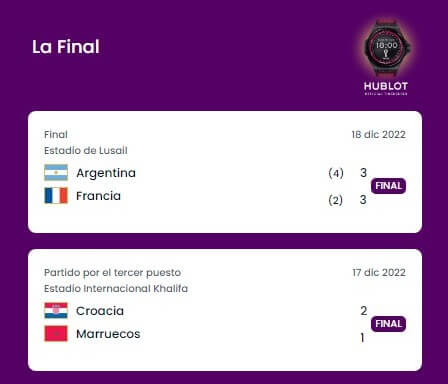 La Final
18:00
HUBLOT
OFFICIAL TIMEKEEPER
Final 18 dic 2022
Estadio de Lusail
Argentina (4) 3
FINAL
Francia (2) 3
Partido por el tercer puesto 17 dic 2022
Estadio Internacional Khalifa
Croacia 2
FINAL
Marruecos 1